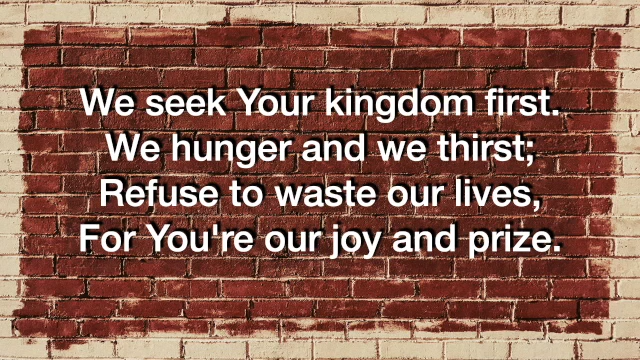 We seek Your kingdom first.
We hunger and we thirst;
Refuse to waste our lives,
For You're our joy and prize.